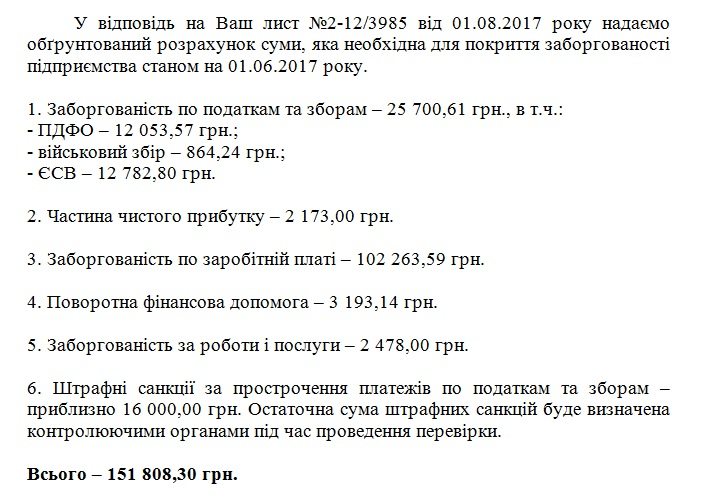 У відповідь на Ваш лист №2-12/3985 від 01.08.2017 року надаємо
обґрунтований розрахунок суми, яка необхідна для покриття заборгованості
підприємства станом на 01.06.2017 року.
1. Заборгованість по податкам та зборам – 25 700,61 грн., в т.ч.:
- ПДФО – 12 053,57 грн.;
- військовий збір – 864,24 грн.;
- ЄСВ – 12 782,80 грн.
2. Частина чистого прибутку – 2 173,00 грн.
3. Заборгованість по заробітній платі – 102 263,59 грн.
4. Поворотна фінансова допомога – 3 193,14 грн.
5. Заборгованість за роботи і послуги – 2 478,00 грн.
6. Штрафні санкції за прострочення платежів по податкам та зборам –
приблизно 16 000,00 грн. Остаточна сума штрафних санкцій буде визначена
контролюючими органами під час проведення перевірки.
Всього – 151 808,30 грн.